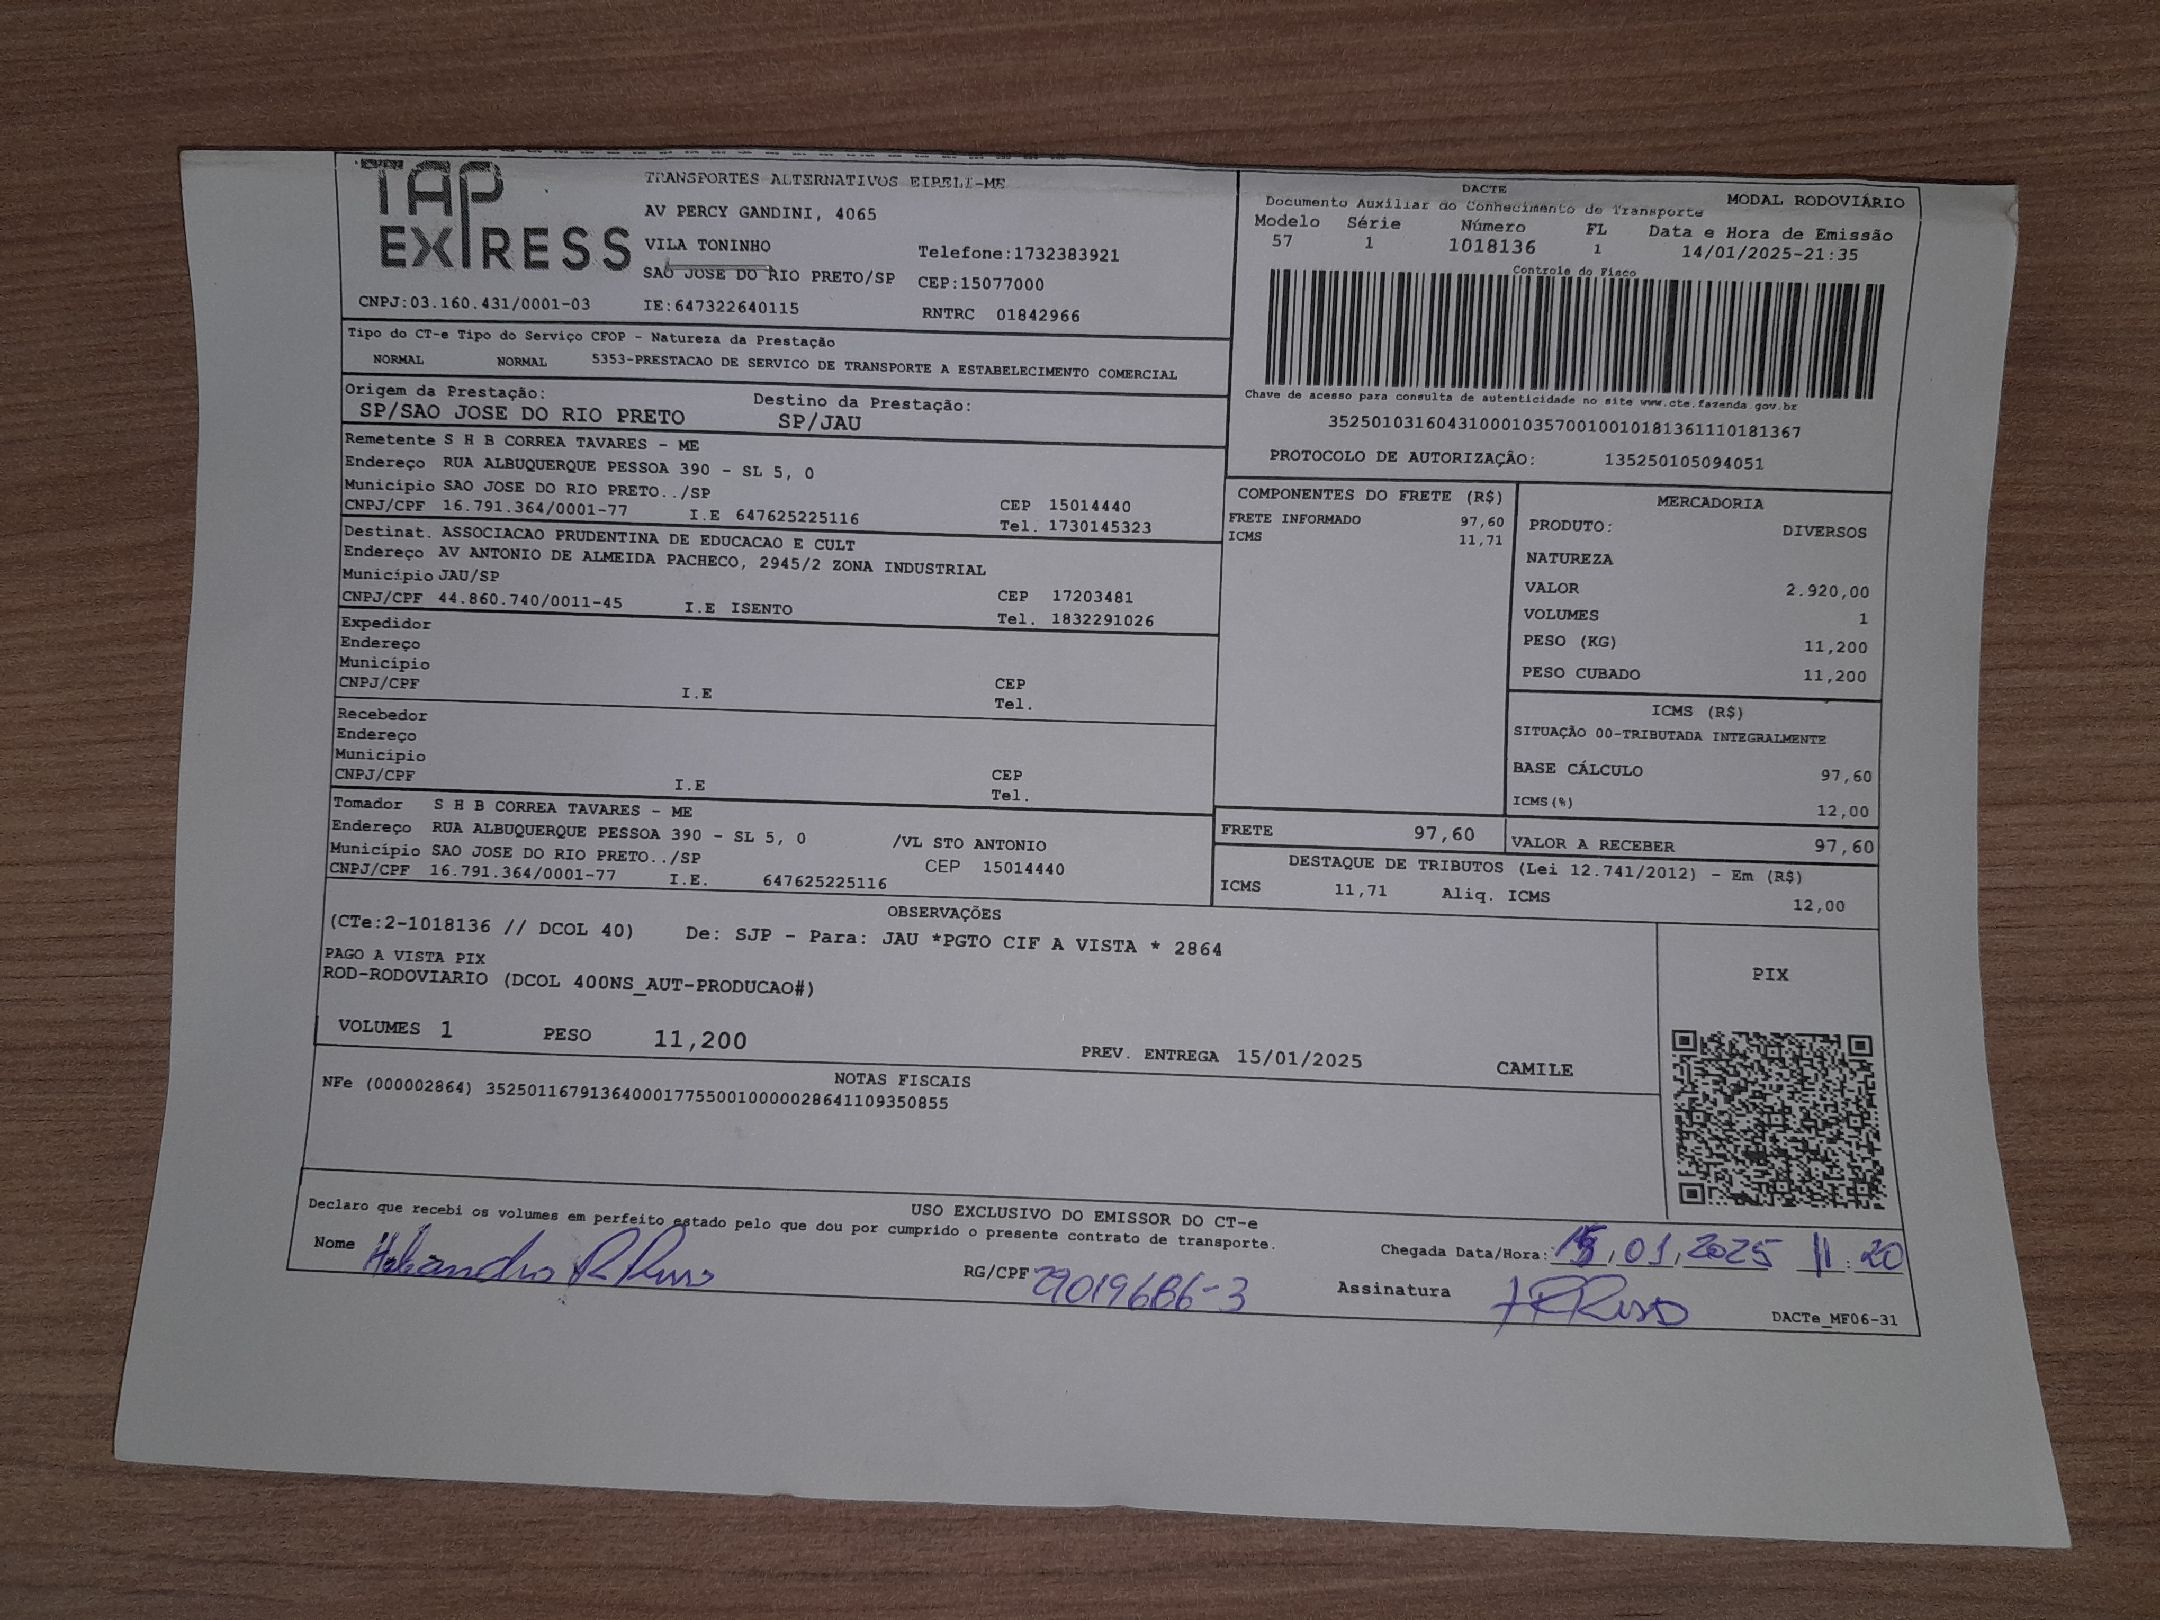 TAP EXPRESS
CNPJ:03.160.431/0001-03
TRANSPORTES ALTERNATIVOS EIRELI-ME
AV PERCY GANDINI, 4065
VILA TONINHO Telefone:1732383921
SAO JOSE DO RIO PRETO/SP CEP:15077000
IE:647322640115 RNTRC 01842966
DACTE MODAL RODOVIÁRIO
Documento Auxiliar do Conhecimento de Transporte
Modelo Série Número FL Data e Hora de Emissão
57 1 1018136 1 14/01/2025-21:35
Controle do Fisco
Chave de acesso para consulta de autenticidade no site www.cte.fazenda.gov.br
35250103160431000103570010010181361110181367
PROTOCOLO DE AUTORIZAÇÃO: 135250105094051
Tipo do CT-e Tipo do Serviço CFOP - Natureza da Prestação
NORMAL NORMAL 5353-PRESTACAO DE SERVICO DE TRANSPORTE A ESTABELECIMENTO COMERCIAL
Origem da Prestação: Destino da Prestação:
SP/SAO JOSE DO RIO PRETO SP/JAU
Remetente S H B CORREA TAVARES - ME
Endereço RUA ALBUQUERQUE PESSOA 390 - SL 5, 0
Município SAO JOSE DO RIO PRETO../SP CEP 15014440
CNPJ/CPF 16.791.364/0001-77 I.E 647625225116 Tel. 1730145323
Destinat. ASSOCIACAO PRUDENTINA DE EDUCACAO E CULT
Endereço AV ANTONIO DE ALMEIDA PACHECO, 2945/2 ZONA INDUSTRIAL
Município JAU/SP CEP 17203481
CNPJ/CPF 44.860.740/0011-45 I.E ISENTO Tel. 1832291026
Expedidor
Endereço
Município CEP
CNPJ/CPF I.E Tel.
Recebedor
Endereço
Município CEP
CNPJ/CPF I.E Tel.
Tomador S H B CORREA TAVARES - ME
Endereço RUA ALBUQUERQUE PESSOA 390 - SL 5, 0 /VL STO ANTONIO
Município SAO JOSE DO RIO PRETO../SP CEP 15014440
CNPJ/CPF 16.791.364/0001-77 I.E. 647625225116
COMPONENTES DO FRETE (R$)
FRETE INFORMADO 97,60
ICMS 11,71
MERCADORIA
PRODUTO: DIVERSOS
NATUREZA
VALOR 2.920,00
VOLUMES 1
PESO (KG) 11,200
PESO CUBADO 11,200
ICMS (R$)
SITUAÇÃO 00-TRIBUTADA INTEGRALMENTE
BASE CÁLCULO 97,60
ICMS(%) 12,00
FRETE 97,60 VALOR A RECEBER 97,60
DESTAQUE DE TRIBUTOS (Lei 12.741/2012) - Em (R$)
ICMS 11,71 Aliq. ICMS 12,00
OBSERVAÇÕES
(CTe:2-1018136 // DCOL 40) De: SJP - Para: JAU *PGTO CIF A VISTA * 2864
PAGO A VISTA PIX
ROD-RODOVIARIO (DCOL 400NS_AUT-PRODUCAO#)
VOLUMES 1 PESO 11,200 PREV. ENTREGA 15/01/2025 CAMILE
PIX
NOTAS FISCAIS
NFe (000002864) 35250116791364000177550010000028641109350855
USO EXCLUSIVO DO EMISSOR DO CT-e
Declaro que recebi os volumes em perfeito estado pelo que dou por cumprido o presente contrato de transporte.
Nome RG/CPF
Chegada Data/Hora: 15,01,2025 11:20
Assinatura
DACTe_MF06-31